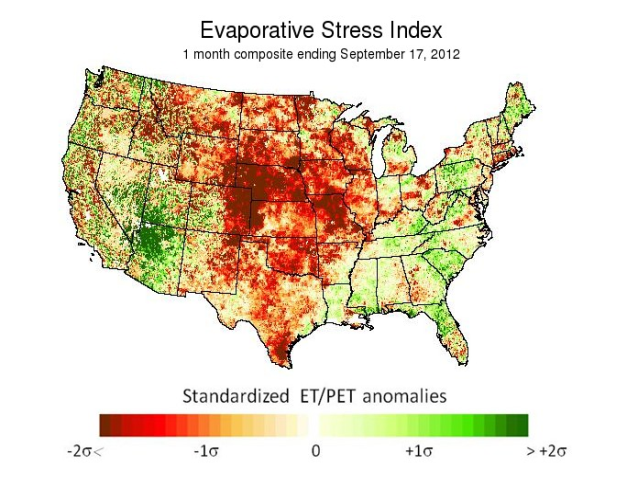 Evaporative Stress Index
1 month composite ending September 17, 2012
Standardized ET/PET anomalies
-2σ< -1σ 0 +1σ > +2σ